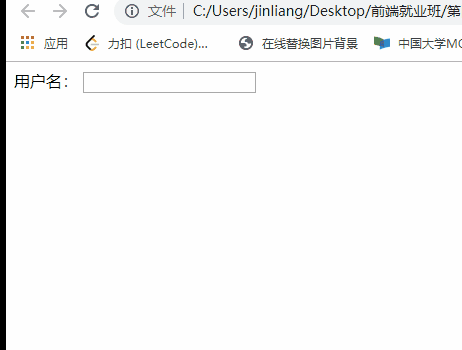 文件 C:/Users/jinliang/Desktop/前端就业班/第
应用 力扣 (LeetCode)... 在线替换图片背景 中国大学MO
用户名：